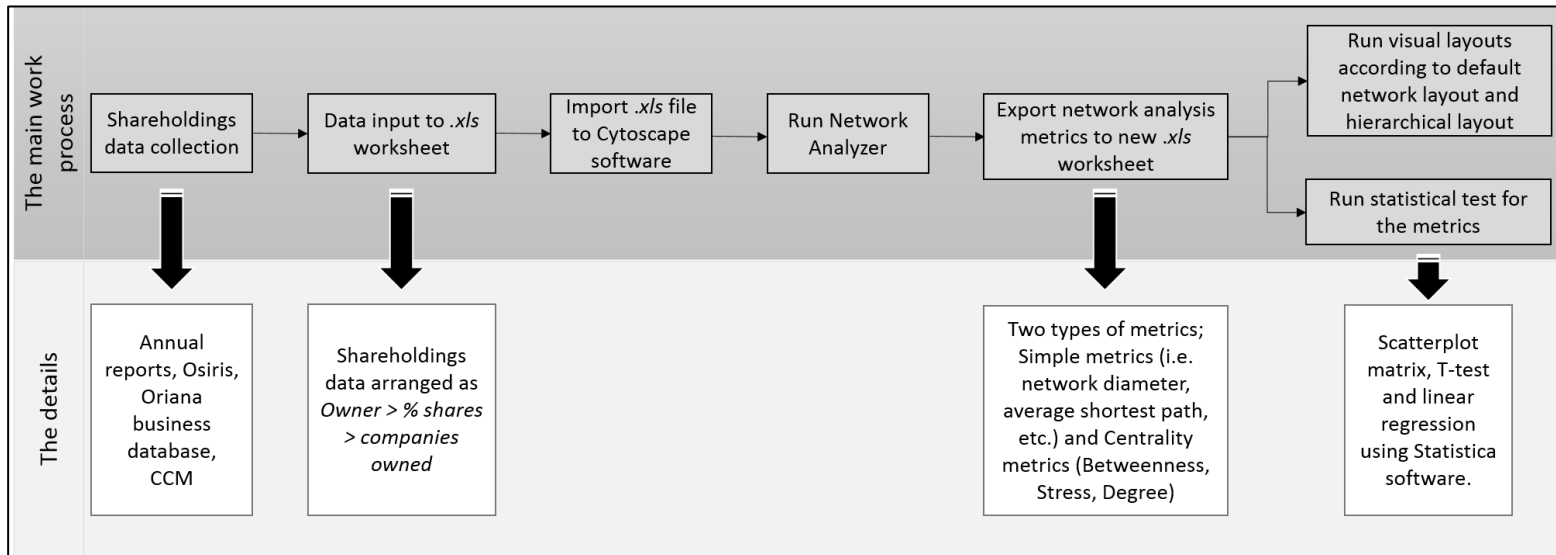 The main work
process
Shareholdings
data collection
Data input to .xls
worksheet
Import .xls file
to Cytoscape
software
Run Network
Analyzer
Export network analysis
metrics to new .xls
worksheet
Run visual layouts
according to default
network layout and
hierarchical layout
Run statistical test for
the metrics
The details
Annual
reports, Osiris,
Oriana
business
database,
CCM
Shareholdings
data arranged as
Owner > % shares
> companies
owned
Two types of metrics;
Simple metrics (i.e.
network diameter,
average shortest path,
etc.) and Centrality
metrics (Betweenness,
Stress, Degree)
Scatterplot
matrix, T-test
and linear
regression
using Statistica
software.